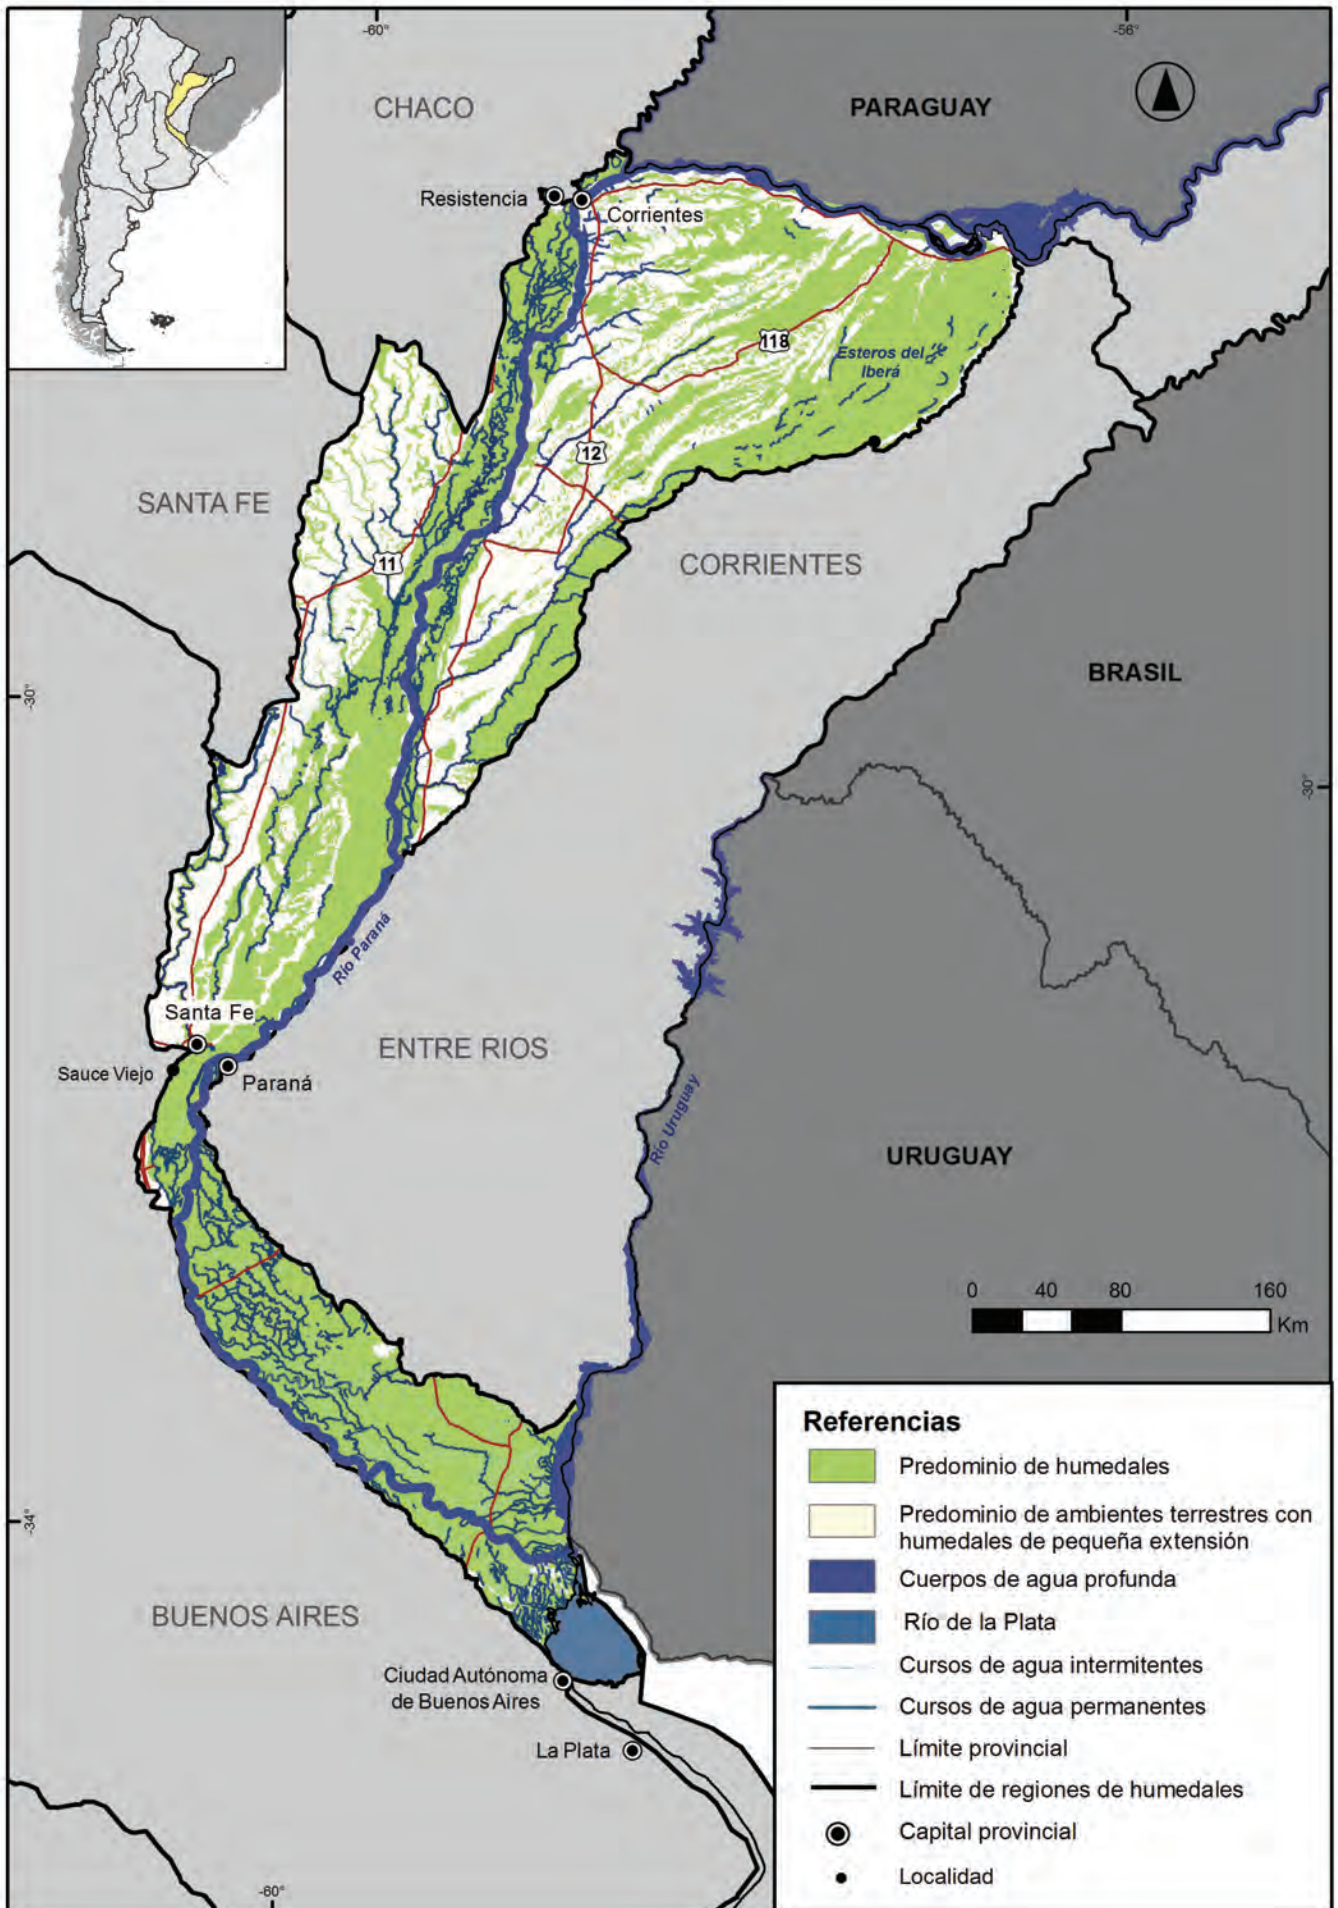 -60°
-56°
CHACO
PARAGUAY
Resistencia
Corrientes
118
Esteros del
Iberá
12
SANTA FE
11
CORRIENTES
BRASIL
-30°
-30°
Río Paraná
Santa Fe
ENTRE RIOS
Sauce Viejo
Paraná
Río Uruguay
URUGUAY
0 40 80 160
Km
Referencias
Predominio de humedales
Predominio de ambientes terrestres con
humedales de pequeña extensión
Cuerpos de agua profunda
Río de la Plata
Cursos de agua intermitentes
Cursos de agua permanentes
Límite provincial
Límite de regiones de humedales
Capital provincial
Localidad
-34°
BUENOS AIRES
Ciudad Autónoma
de Buenos Aires
La Plata
-60°